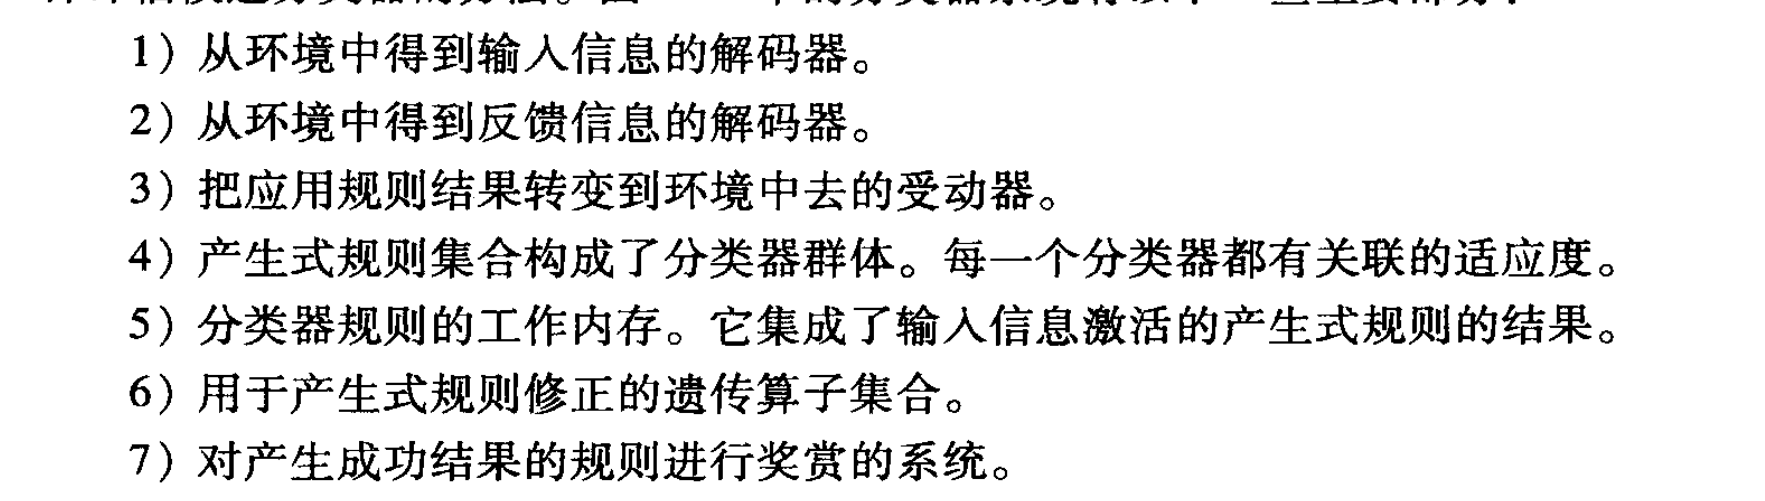 1）从环境中得到输入信息的解码器。
2）从环境中得到反馈信息的解码器。
3）把应用规则结果转变到环境中去的受动器。
4）产生式规则集合构成了分类器群体。每一个分类器都有关联的适应度。
5）分类器规则的工作内存。它集成了输入信息激活的产生式规则的结果。
6）用于产生式规则修正的遗传算子集合。
7）对产生成功结果的规则进行奖赏的系统。